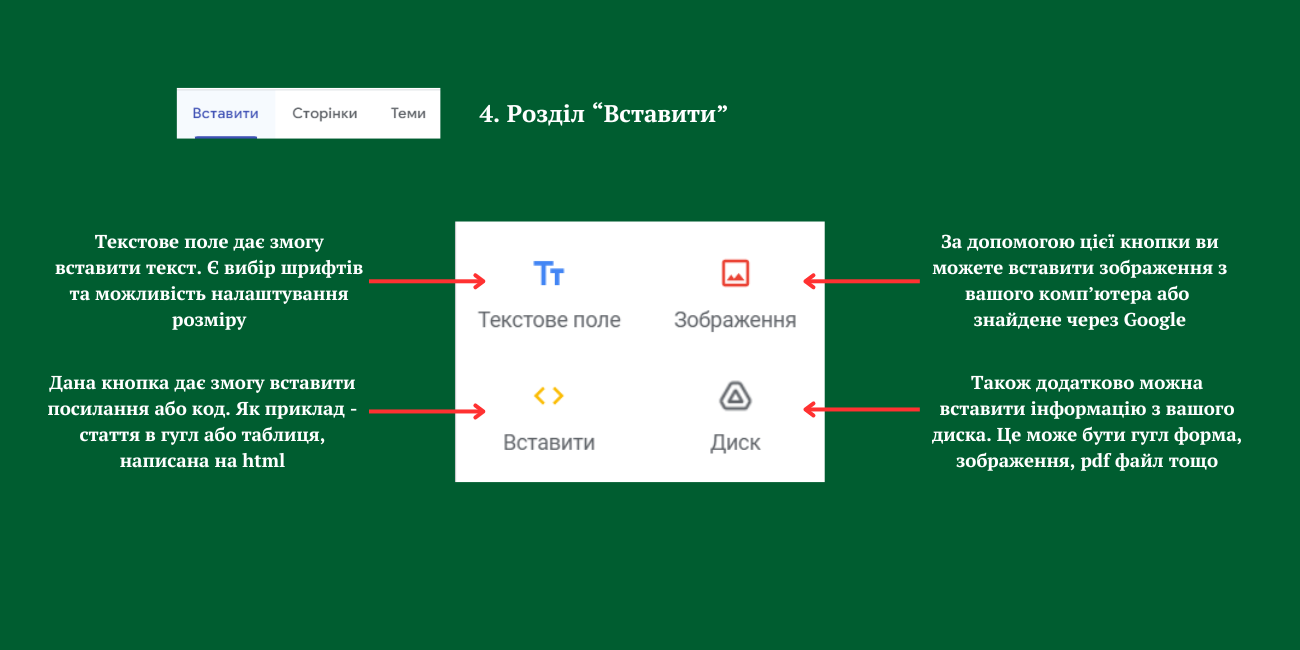 Вставити Сторінки Теми
4. Розділ “Вставити”
Текстове поле дає змогу
вставити текст. Є вибір шрифтів
та можливість налаштування
розміру
Дана кнопка дає змогу вставити
посилання або код. Як приклад -
стаття в гугл або таблиця,
написана на html
Текстове поле
Зображення
Вставити
Диск
За допомогою цієї кнопки ви
можете вставити зображення з
вашого комп’ютера або
знайдене через Google
Також додатково можна
вставити інформацію з вашого
диска. Це може бути гугл форма,
зображення, pdf файл тощо